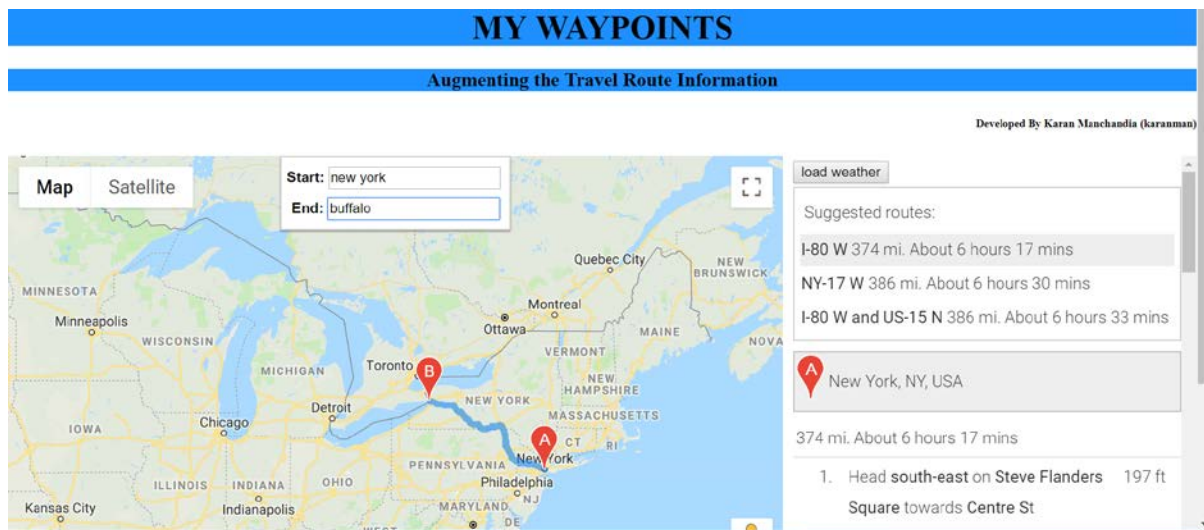 MY WAYPOINTS
Augmenting the Travel Route Information
Developed By Karan Manchandia (karanman)
Map Satellite
Start: new york
End: buffalo
Quebec City
NEW
BRUNSWICK
MINNESOTA
Montreal
Minneapolis
Ottawa
MAINE
WISCONSIN
NOVA
VERMONT
Toronto
B
MICHIGAN
NEW
HAMPSHIRE
NEW YORK
Detroit
MASSACHUSETTS
Chicago
IOWA
A
CT RI
New York
PENNSYLVANIA
Philadelphia
ILLINOIS INDIANA OHIO
NJ
Kansas City
Indianapolis
MARYLAND
DE
WEST
load weather
Suggested routes:
I-80 W 374 mi. About 6 hours 17 mins
NY-17 W 386 mi. About 6 hours 30 mins
I-80 W and US-15 N 386 mi. About 6 hours 33 mins
A New York, NY, USA
374 mi. About 6 hours 17 mins
1. Head south-east on Steve Flanders 197 ft
Square towards Centre St